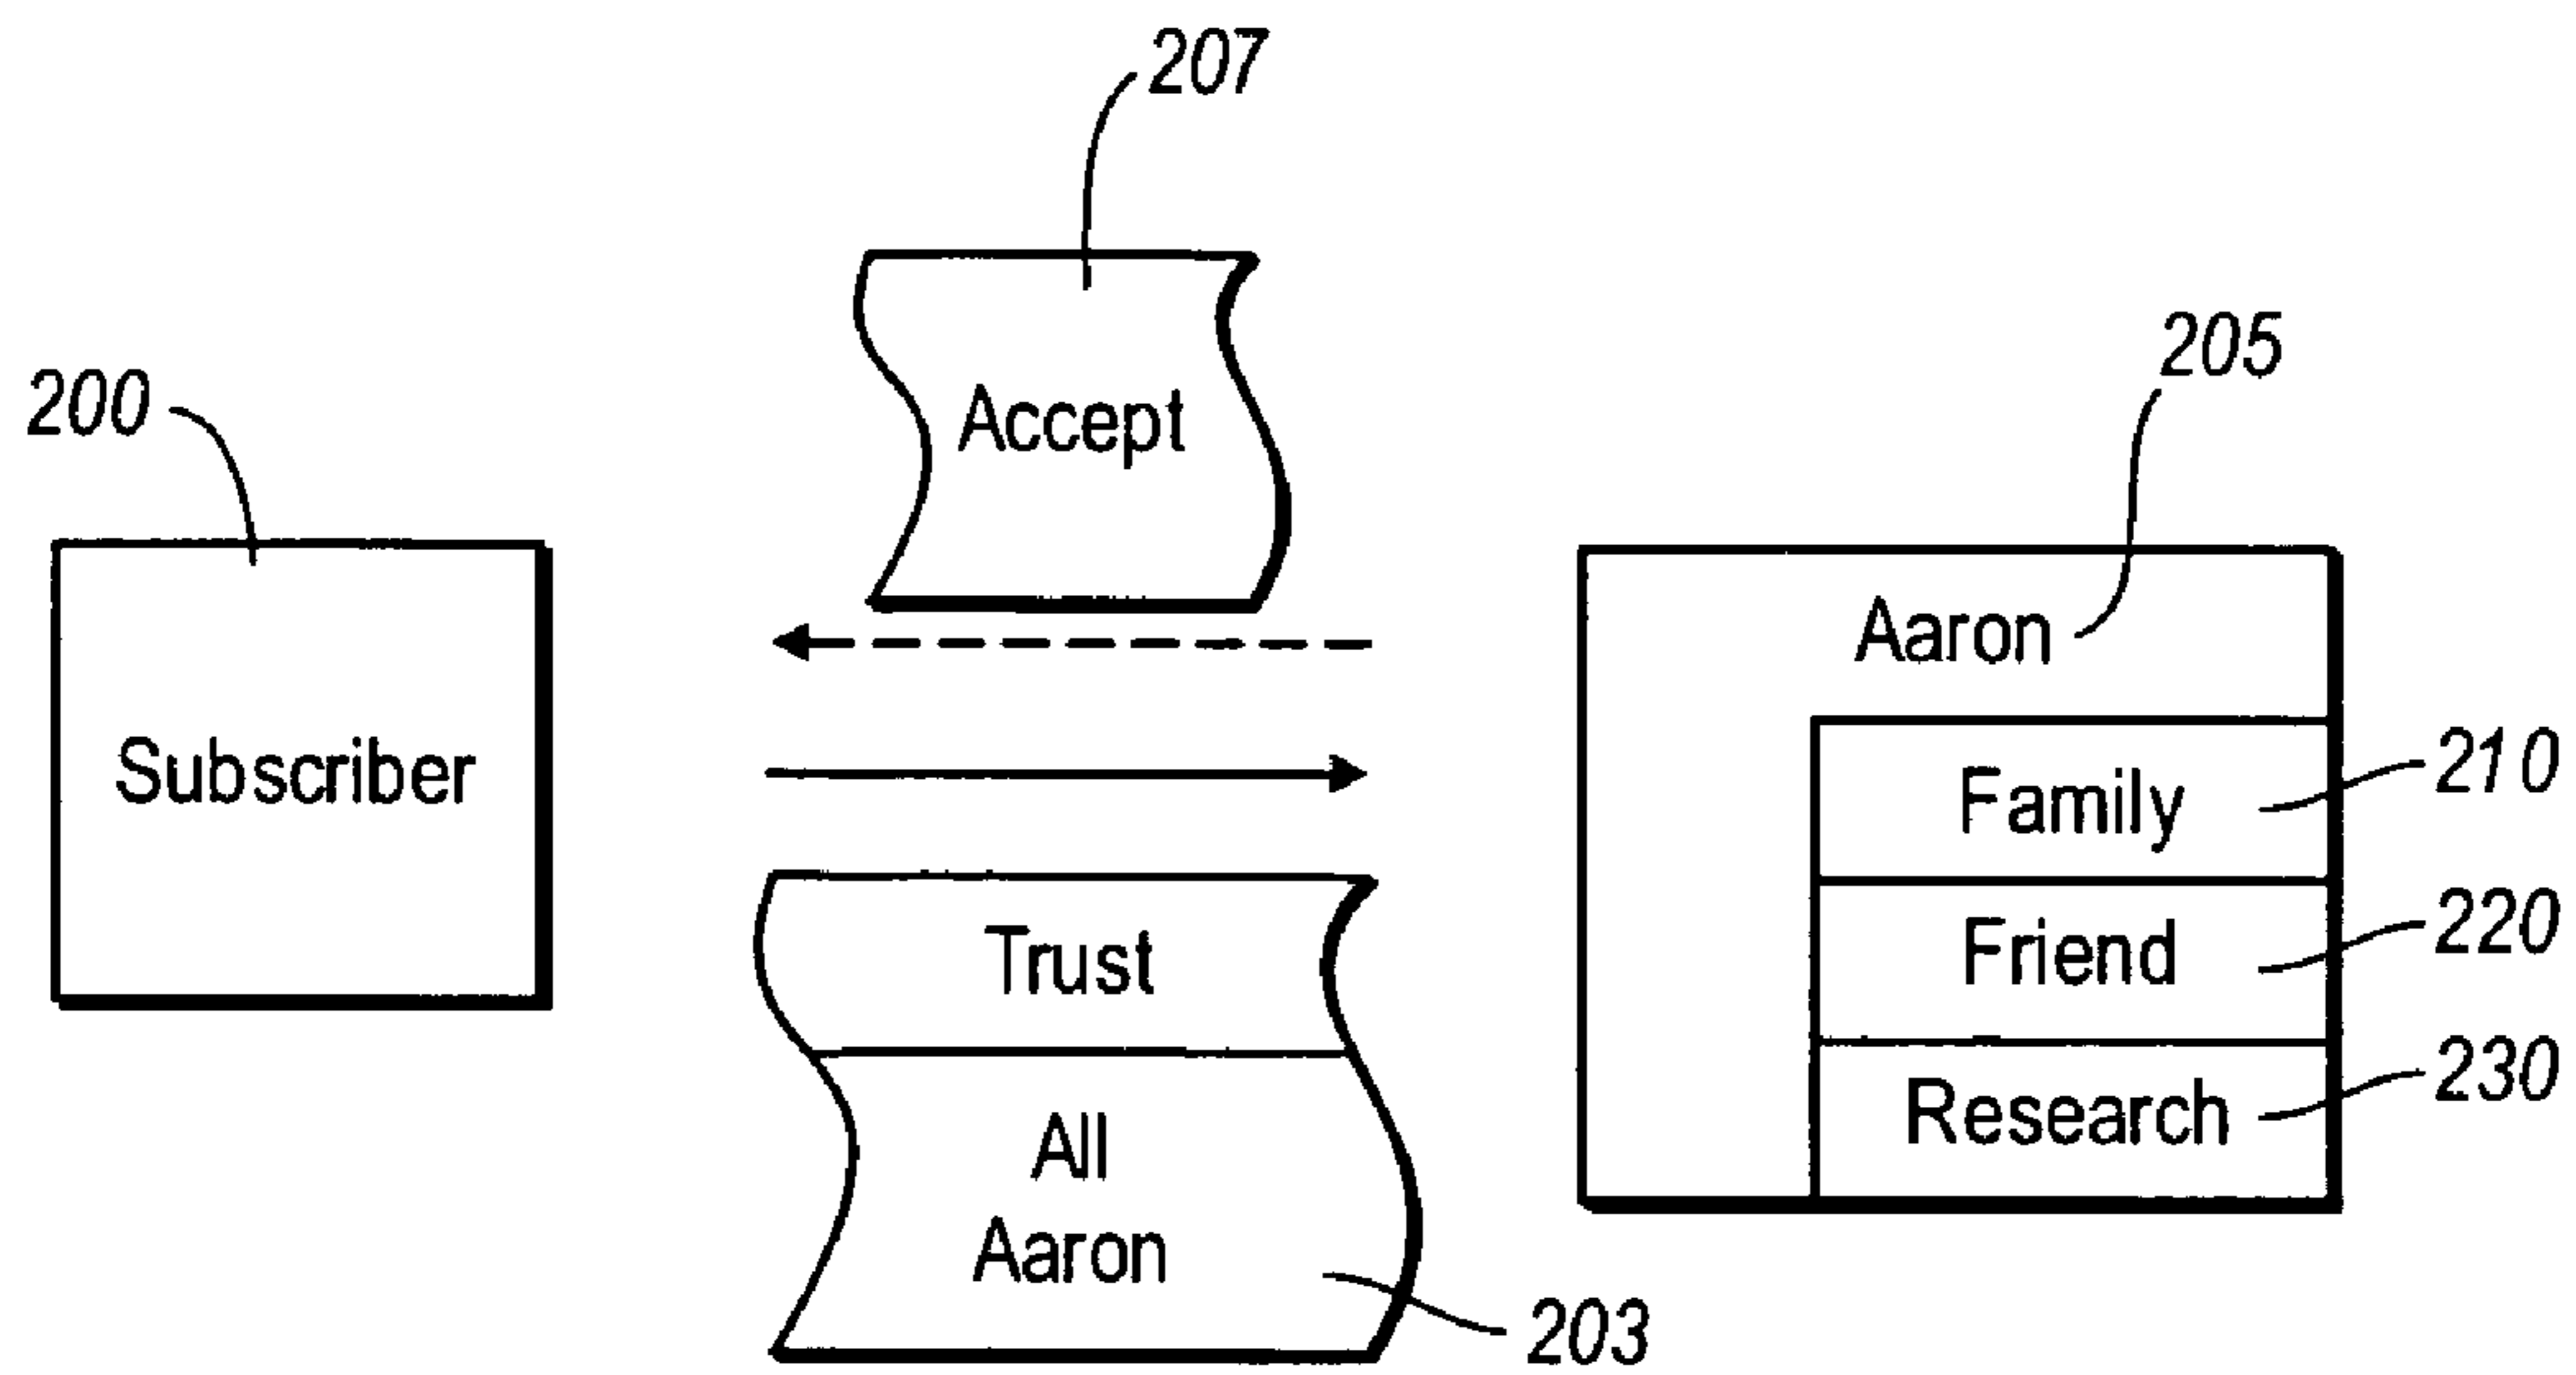 207
Accept
200
205
Subscriber
Aaron
Family
210
Friend
220
Research
230
Trust
All
Aaron
203